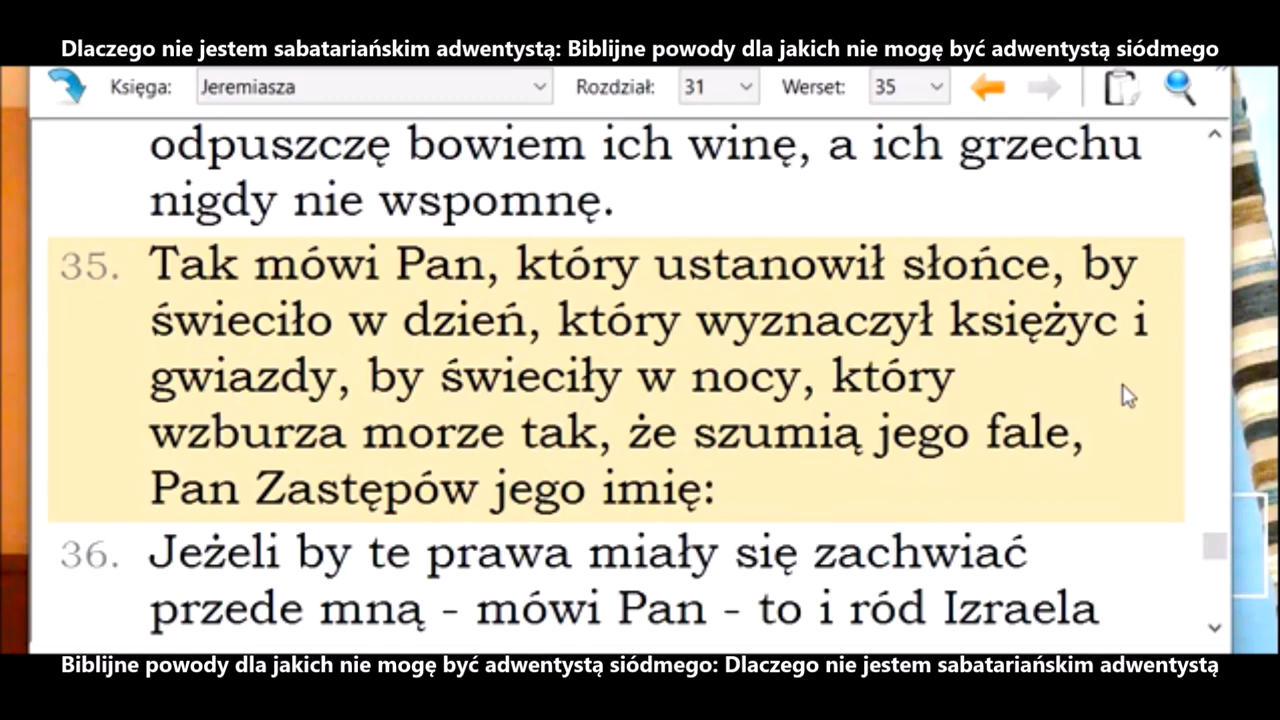 Dlaczego nie jestem sabatariańskim adwentystą: Biblijne powody dla jakich nie mogę być adwentystą siódmego
Księga: Jeremiasza Rozdział: 31 Werset: 35
odpuszczę bowiem ich winę, a ich grzechu
nigdy nie wspomnę.
35. Tak mówi Pan, który ustanowił słońce, by
świeciło w dzień, który wyznaczył księżyc i
gwiazdy, by świeciły w nocy, który
wzburza morze tak, że szumią jego fale,
Pan Zastępów jego imię:
36. Jeżeli by te prawa miały się zachwiać
przede mną - mówi Pan - to i ród Izraela
Biblijne powody dla jakich nie mogę być adwentystą siódmego: Dlaczego nie jestem sabatariańskim adwentystą